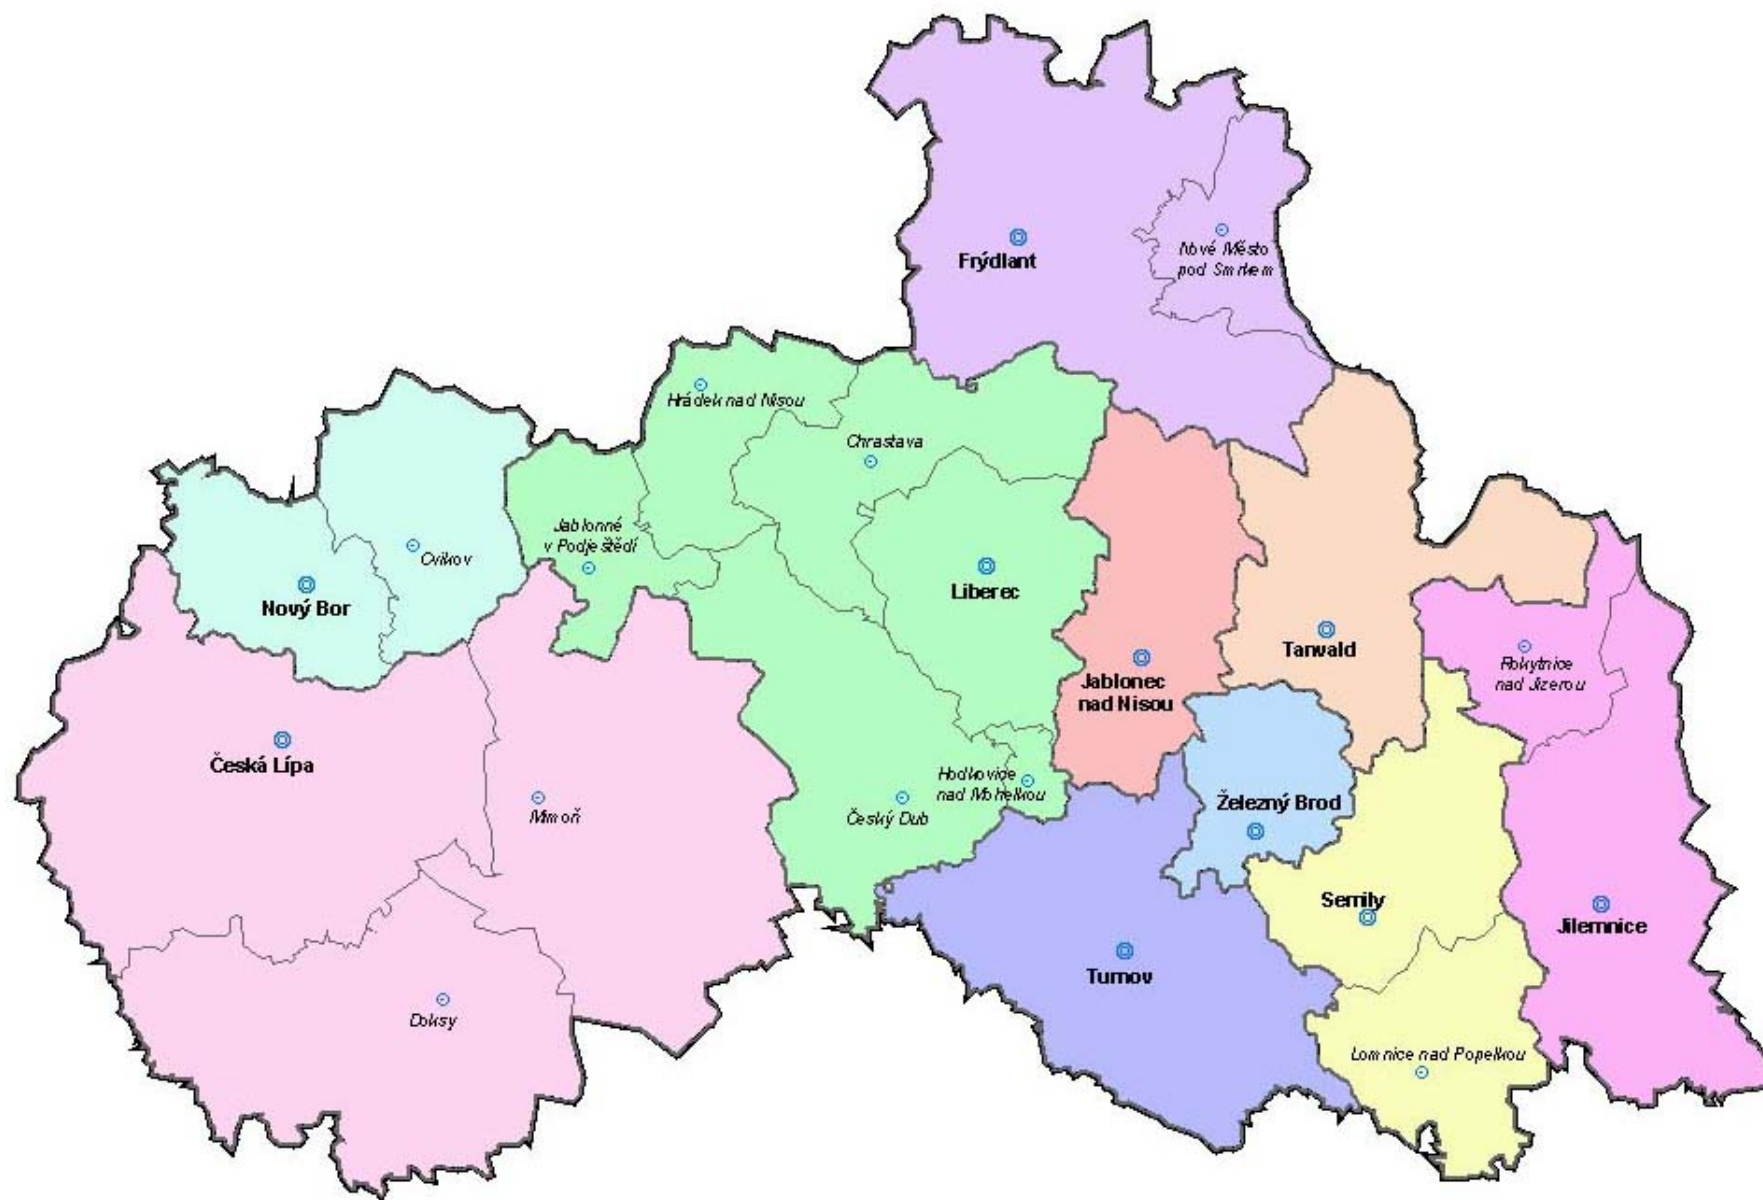 Frýdlant
Nové Město
pod Smrkem
Hrádek nad Nisou
Chrastava
Jablonné
v Podještědí
Cvikov
Nový Bor
Liberec
Tanvald
Jablonec
nad Nisou
Rokytnice
nad Jizerou
Česká Lípa
Mimoň
Český Dub
Hodkovice
nad Mohelkou
Železný Brod
Semily
Jilemnice
Turnov
Doksy
Lomnice nad Popelkou